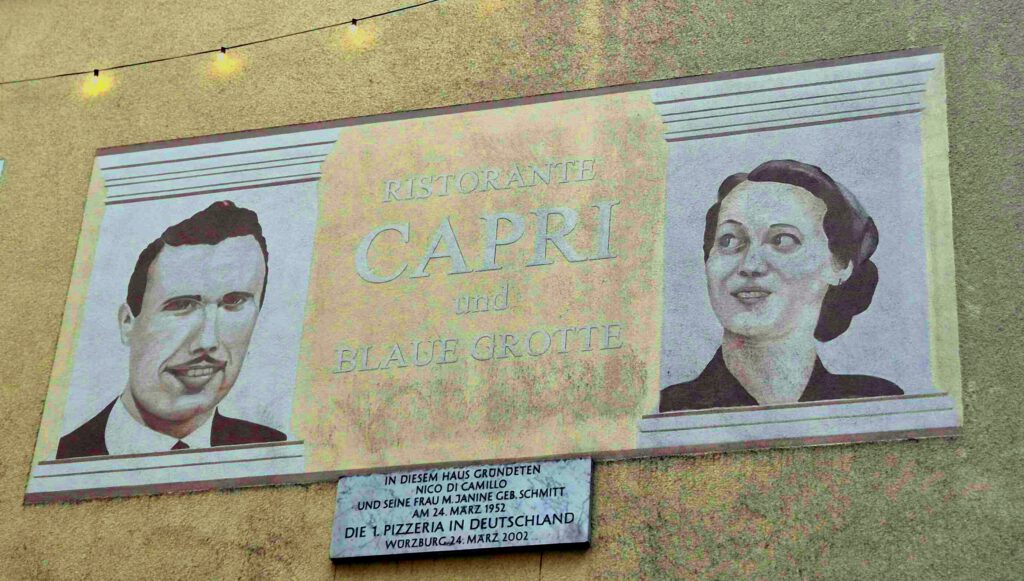 RISTORANTE
CAPRI
und
BLAUE GROTTE
IN DIESEM HAUS GRÜNDETEN
NICO DI CAMILLO
UND SEINE FRAU M. JANINE GEB. SCHMITT
AM 24. MÄRZ 1952
DIE 1. PIZZERIA IN DEUTSCHLAND
WÜRZBURG 24. MÄRZ 2002